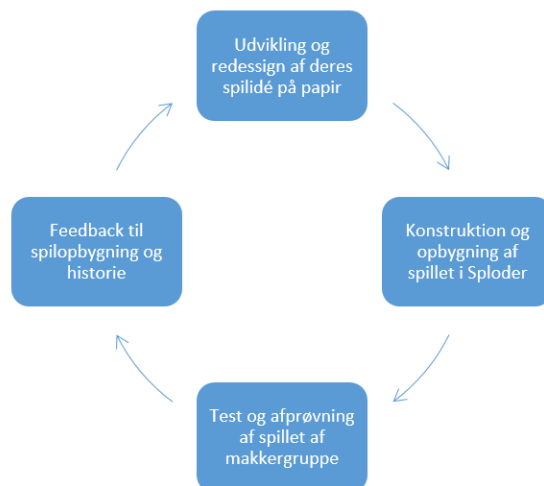 Udvikling og
redessign af deres
spilidé på papir
Konstruktion og
opbygning af
spillet i Sploder
Test og afprøvning
af spillet af
makkergruppe
Feedback til
spilopbygning og
historie